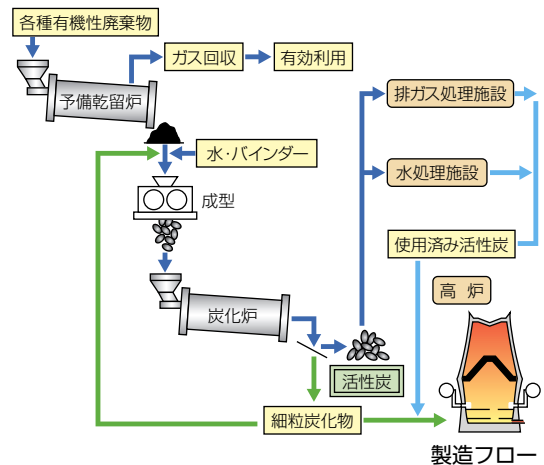 各種有機性廃棄物
ガス回収
有効利用
予備乾留炉
排ガス処理施設
水・バインダー
水処理施設
成型
使用済み活性炭
高 炉
炭化炉
活性炭
細粒炭化物
製造フロー